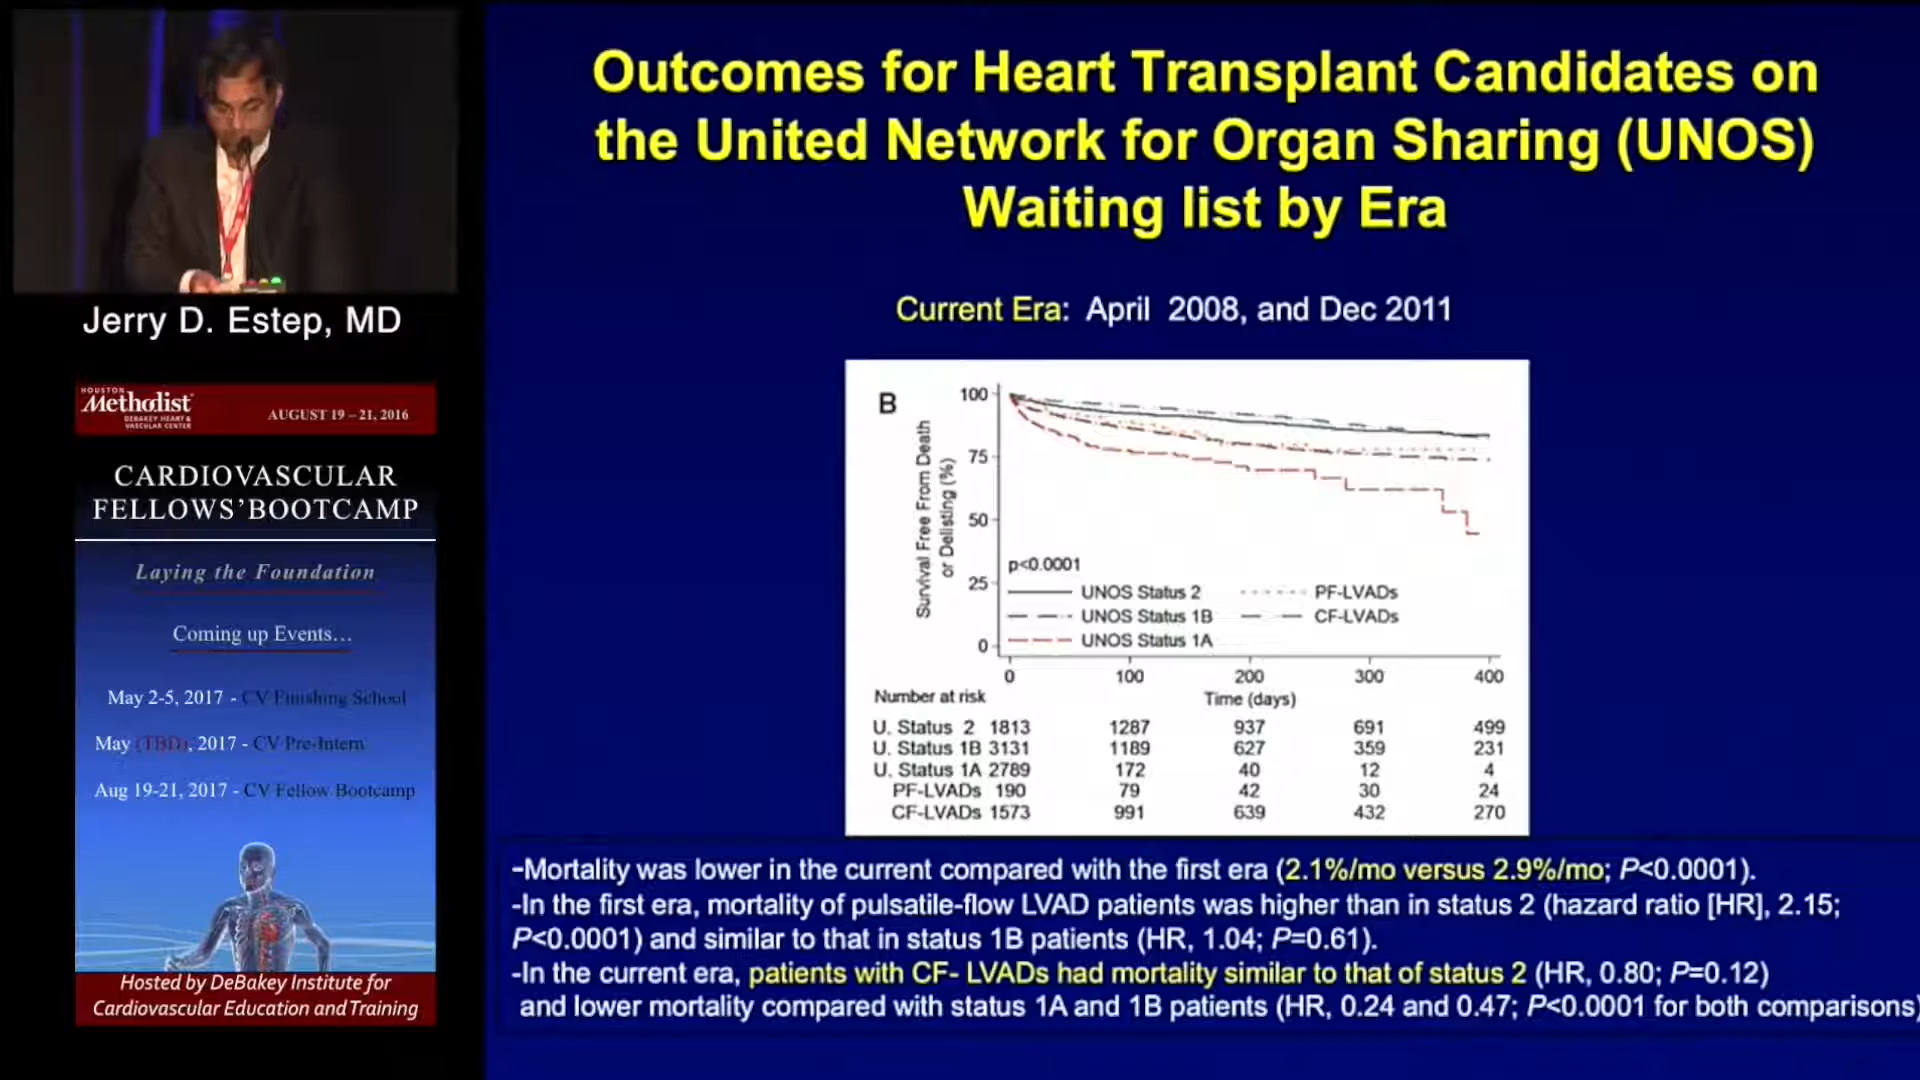 Jerry D. Estep, MD
HOUSTON
Methodist
DEBAKEY HEART &
VASCULAR CENTER
AUGUST 19 – 21, 2016
CARDIOVASCULAR
FELLOWS'BOOTCAMP
Laying the Foundation
Coming up Events…
May 2-5, 2017 - CV Finishing School
May (TBD), 2017 - CV Pre-Intern
Aug 19-21, 2017 - CV Fellow Bootcamp
Hosted by DeBakey Institute for
Cardiovascular Education and Training
Outcomes for Heart Transplant Candidates on
the United Network for Organ Sharing (UNOS)
Waiting list by Era
Current Era: April 2008, and Dec 2011
B
Survival Free From Death
or Delisting (%)
100
75
50
25
0
p<0.0001
UNOS Status 2 PF-LVADs
UNOS Status 1B CF-LVADs
UNOS Status 1A
0 100 200 300 400
Number at risk Time (days)
U. Status 2 1813 1287 937 691 499
U. Status 1B 3131 1189 627 359 231
U. Status 1A 2789 172 40 12 4
PF-LVADs 190 79 42 30 24
CF-LVADs 1573 991 639 432 270
-Mortality was lower in the current compared with the first era (2.1%/mo versus 2.9%/mo; P<0.0001).
-In the first era, mortality of pulsatile-flow LVAD patients was higher than in status 2 (hazard ratio [HR], 2.15;
P<0.0001) and similar to that in status 1B patients (HR, 1.04; P=0.61).
-In the current era, patients with CF- LVADs had mortality similar to that of status 2 (HR, 0.80; P=0.12)
and lower mortality compared with status 1A and 1B patients (HR, 0.24 and 0.47; P<0.0001 for both comparisons)